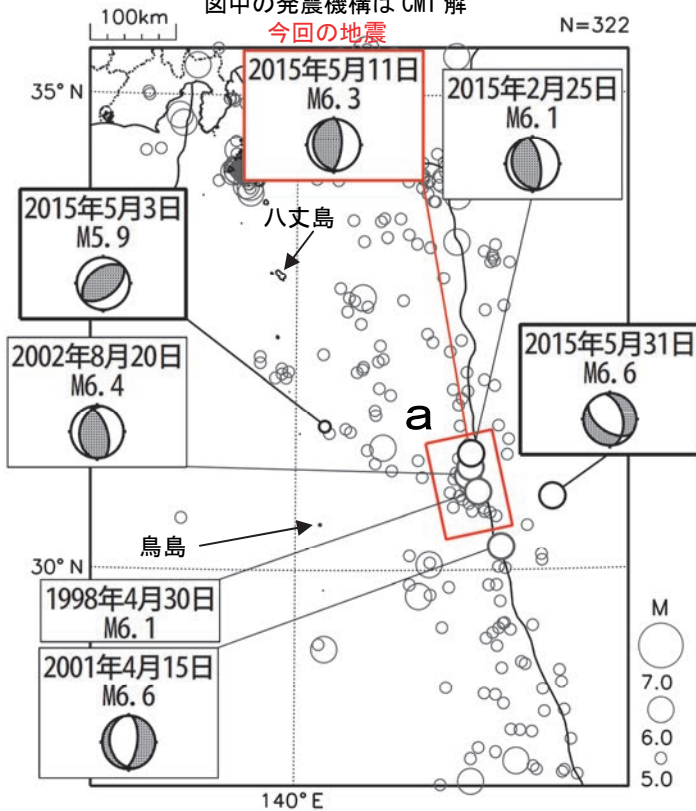 図中の発震機構は CMT 解
100km
今回の地震
N=322
35°N
2015年5月11日
M6.3
2015年2月25日
M6.1
2015年5月3日
M5.9
八丈島
2002年8月20日
M6.4
2015年5月31日
M6.6
a
鳥島
30°N
1998年4月30日
M6.1
2001年4月15日
M6.6
M
7.0
6.0
5.0
140°E